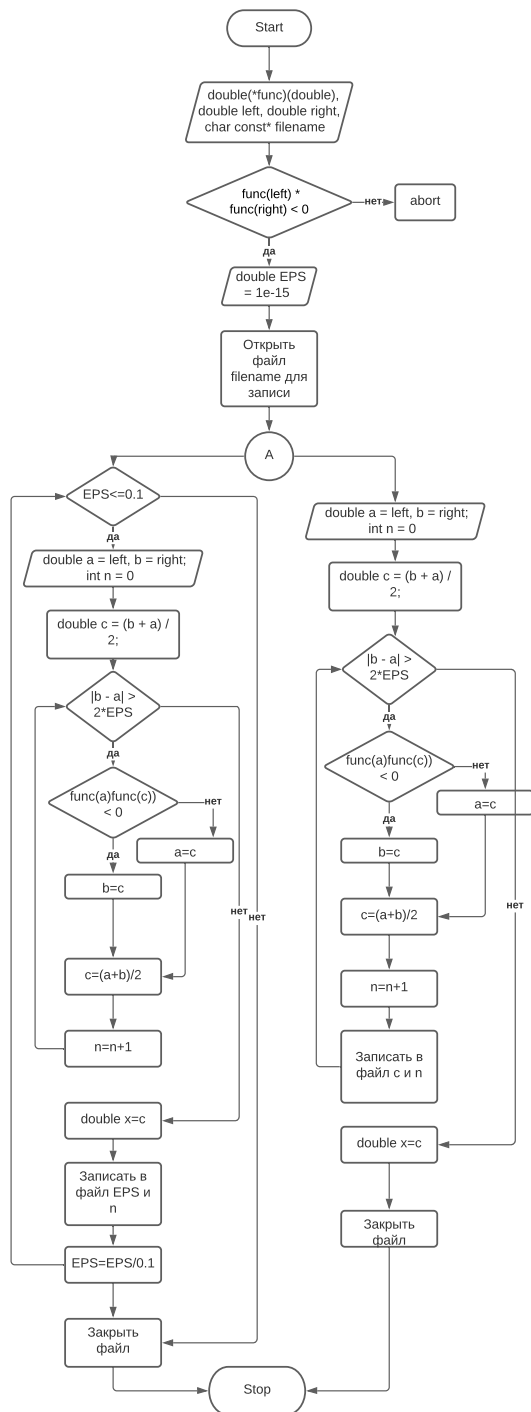 Start
double(*func)(double),
double left, double right,
char const* filename
func(left) *
func(right) < 0
нет
abort
да
double EPS
= 1e-15
Открыть
файл
filename для
записи
A
EPS<=0.1
да
double a = left, b = right;
int n = 0
double c = (b + a) /
2;
|b - a| >
2*EPS
да
func(a)func(c))
< 0
нет
a=c
да
b=c
нет
нет
c=(a+b)/2
n=n+1
double x=c
Записать в
файл EPS и
n
EPS=EPS/0.1
Закрыть
файл
double a = left, b = right;
int n = 0
double c = (b + a) /
2;
|b - a| >
2*EPS
да
func(a)func(c))
< 0
нет
a=c
да
b=c
нет
c=(a+b)/2
n=n+1
Записать в
файл c и n
double x=c
Закрыть
файл
Stop